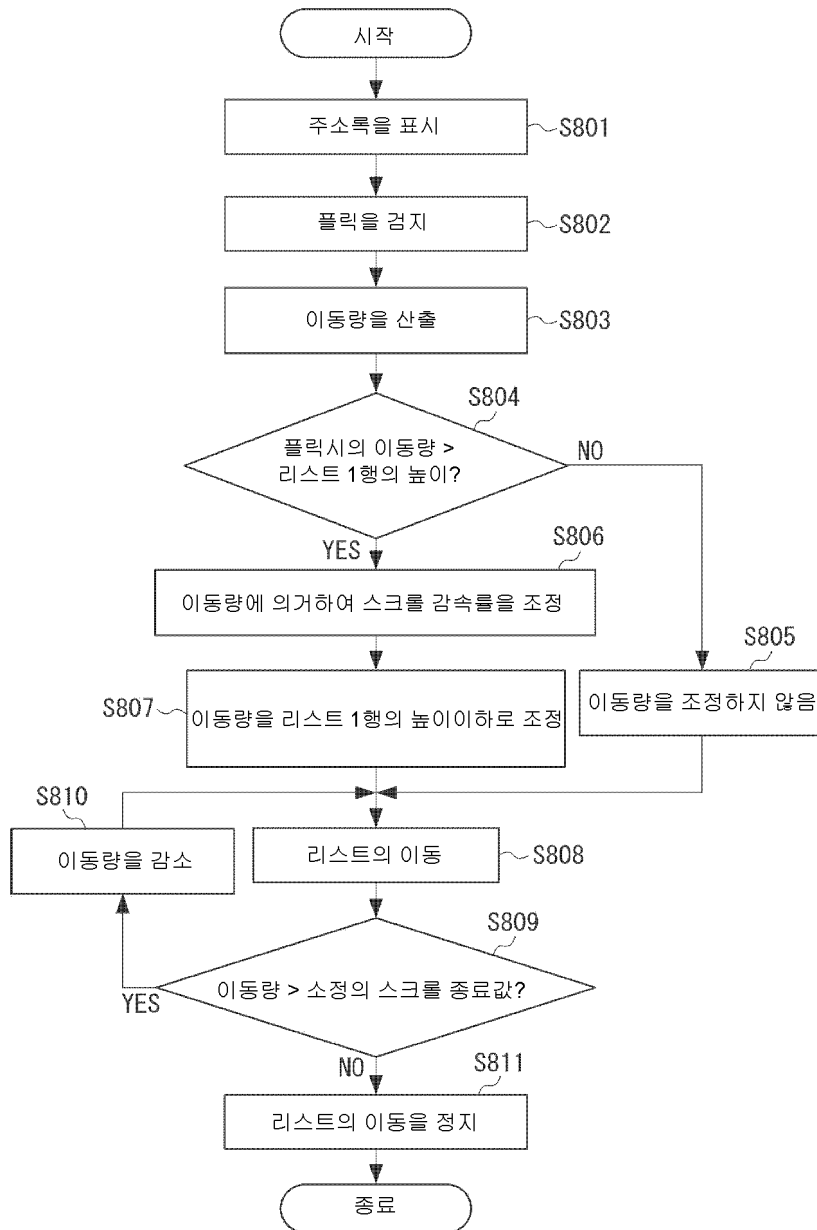 시작
주소록을 표시
S801
플릭을 검지
S802
이동량을 산출
S803
S804
플릭시의 이동량 >
리스트 1행의 높이?
NO
YES
S806
이동량에 의거하여 스크롤 감속률을 조정
S805
이동량을 조정하지 않음
S807
이동량을 리스트 1행의 높이이하로 조정
S810
이동량을 감소
리스트의 이동
S808
S809
이동량 > 소정의 스크롤 종료값?
YES
NO
S811
리스트의 이동을 정지
종료